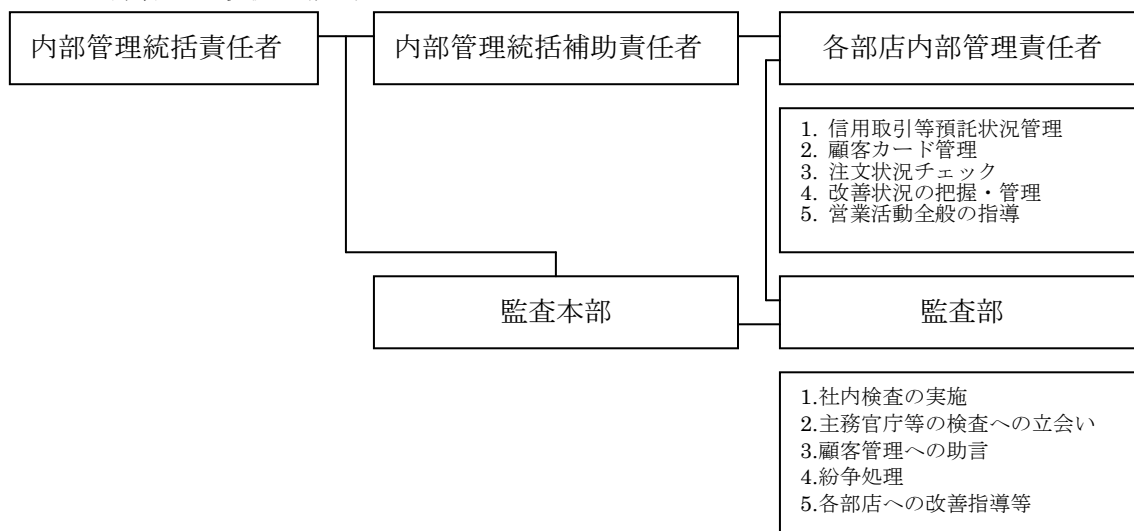 内部管理統括責任者
内部管理統括補助責任者
各部店内部管理責任者
1. 信用取引等預託状況管理
2. 顧客カード管理
3. 注文状況チェック
4. 改善状況の把握・管理
5. 営業活動全般の指導
監査本部
監査部
1.社内検査の実施
2.主務官庁等の検査への立会い
3.顧客管理への助言
4.紛争処理
5.各部店への改善指導等